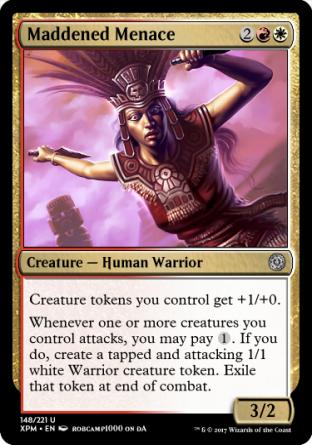 Maddened Menace 2
Creature — Human Warrior
Creature tokens you control get +1/+0.
Whenever one or more creatures you
control attacks, you may pay 1. If you
do, create a tapped and attacking 1/1
white Warrior creature token. Exile
that token at end of combat.
3/2
148/221 U
XPM • EN ROBCAMP1000 ON DA
™ & © 2017 Wizards of the Coast